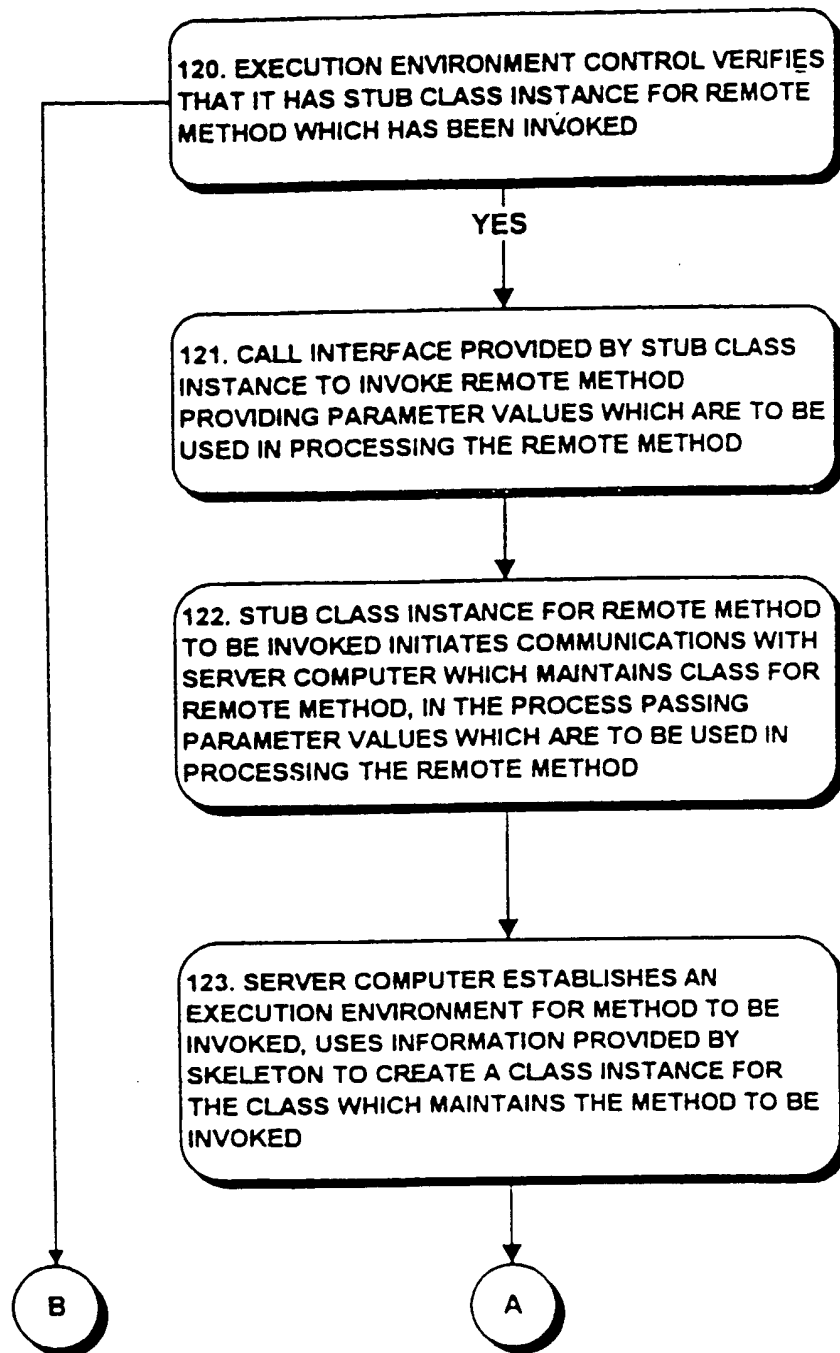 120. EXECUTION ENVIRONMENT CONTROL VERIFIES
THAT IT HAS STUB CLASS INSTANCE FOR REMOTE
METHOD WHICH HAS BEEN INVOKED
YES
121. CALL INTERFACE PROVIDED BY STUB CLASS
INSTANCE TO INVOKE REMOTE METHOD
PROVIDING PARAMETER VALUES WHICH ARE TO BE
USED IN PROCESSING THE REMOTE METHOD
122. STUB CLASS INSTANCE FOR REMOTE METHOD
TO BE INVOKED INITIATES COMMUNICATIONS WITH
SERVER COMPUTER WHICH MAINTAINS CLASS FOR
REMOTE METHOD, IN THE PROCESS PASSING
PARAMETER VALUES WHICH ARE TO BE USED IN
PROCESSING THE REMOTE METHOD
123. SERVER COMPUTER ESTABLISHES AN
EXECUTION ENVIRONMENT FOR METHOD TO BE
INVOKED, USES INFORMATION PROVIDED BY
SKELETON TO CREATE A CLASS INSTANCE FOR
THE CLASS WHICH MAINTAINS THE METHOD TO BE
INVOKED
B
A